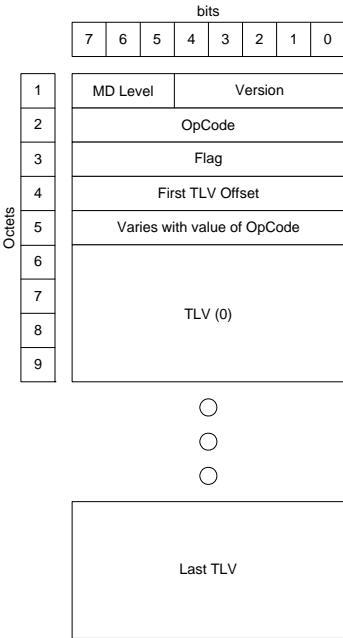 bits
7 6 5 4 3 2 1 0
1 MD Level Version
2 OpCode
3 Flag
4 First TLV Offset
5 Varies with value of OpCode
Octets
6
7
TLV (0)
8
9
Last TLV